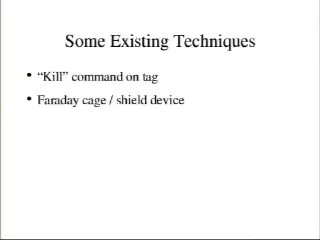 Some Existing Techniques
• “Kill” command on tag
• Faraday cage / shield device